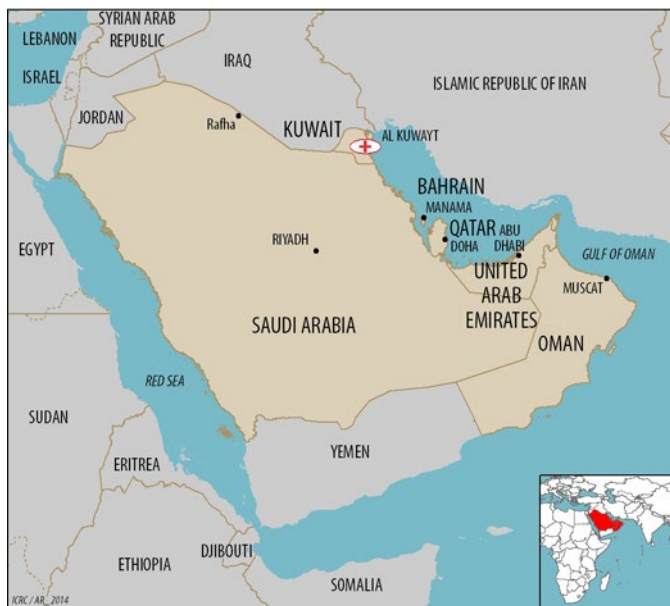 SYRIAN ARAB
REPUBLIC
LEBANON
ISRAEL
IRAQ
ISLAMIC REPUBLIC OF IRAN
JORDAN
Rafha
KUWAIT
AL KUWAYT
BAHRAIN
MANAMA
QATAR
DOHA
ABU
DHABI
EGYPT
RIYADH
GULF OF OMAN
UNITED
ARAB
EMIRATES
MUSCAT
SAUDI ARABIA
OMAN
RED SEA
SUDAN
YEMEN
ERITREA
DJIBOUTI
ETHIOPIA
SOMALIA
ICRC / AR_2014